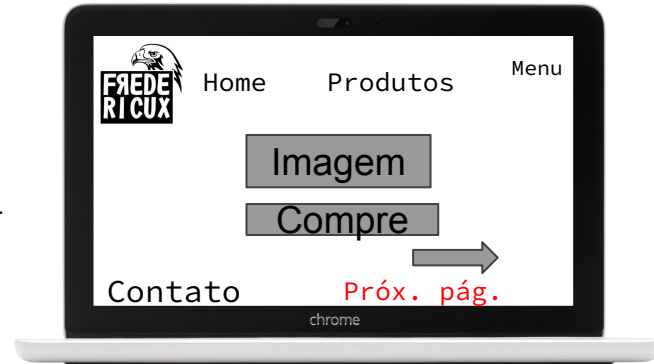 FREDE
RICUX
Home Produtos Menu
Imagem
Compre
Contato Próx. pág.
chrome